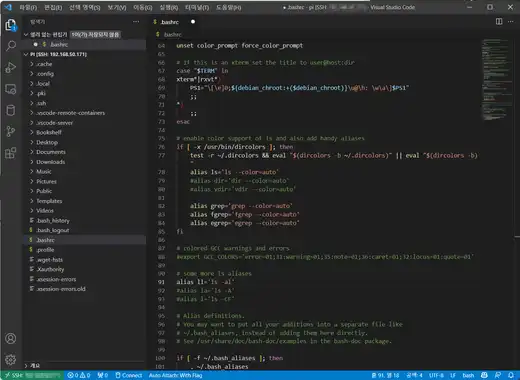 파일(F) 편집(E) 선택 영역(S) 보기(V) 이동(G) 실행(R) 터미널(T) 도움말(H)
.bashrc - pi [SSH: 192.168.50.171] - Visual Studio Code
탐색기
열려 있는 편집기 1(이)가 저장되지 않음
.bashrc
PI [SSH: 192.168.50.171]
.cache
.config
.local
.pki
.ssh
.vscode-remote-containers
.vscode-server
Bookshelf
Desktop
Documents
Downloads
Music
Pictures
Public
Templates
Videos
.bash_history
.bash_logout
.bashrc
.profile
.wget-hsts
.Xauthority
.xsession-errors
.xsession-errors.old
개요
.bashrc
.bashrc
64 unset color_prompt force_color_prompt
65
66 # If this is an xterm set the title to user@host:dir
67 case "$TERM" in
68 xterm*|rxvt*)
69 PS1="\[\e]0;${debian_chroot:+($debian_chroot)}\u@\h: \w\a\]$PS1"
70 ;;
71 *)
72 ;;
73 esac
74
75 # enable color support of ls and also add handy aliases
76 if [ -x /usr/bin/dircolors ]; then
77 test -r ~/.dircolors && eval "$(dircolors -b ~/.dircolors)" || eval "$(dircolors -b)
"
78 alias ls='ls --color=auto'
79 #alias dir='dir --color=auto'
80 #alias vdir='vdir --color=auto'
81
82 alias grep='grep --color=auto'
83 alias fgrep='fgrep --color=auto'
84 alias egrep='egrep --color=auto'
85 fi
86
87 # colored GCC warnings and errors
88 #export GCC_COLORS='error=01;31:warning=01;35:note=01;36:caret=01;32:locus=01:quote=01'
89
90 # some more ls aliases
91 alias ll='ls -al'
92 #alias la='ls -A'
93 #alias l='ls -CF'
94
95 # Alias definitions.
96 # You may want to put all your additions into a separate file like
97 # ~/.bash_aliases, instead of adding them here directly.
98 # See /usr/share/doc/bash-doc/examples in the bash-doc package.
99
100 if [ -f ~/.bash_aliases ]; then
101 . ~/.bash_aliases
0 0 0 Connect Auto Attach: With Flag
줄 91, 열 18 공백: 4 UTF-8 LF